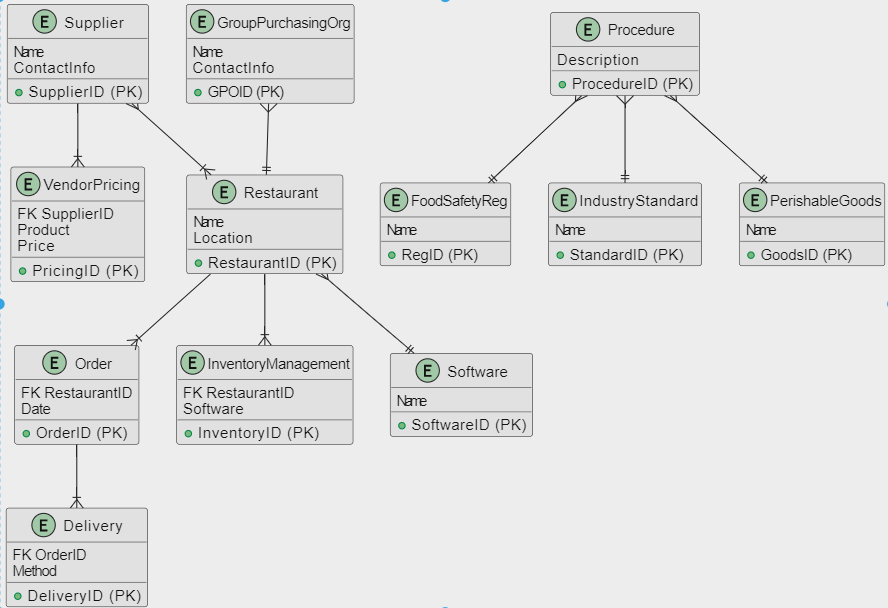 E Supplier
Name
ContactInfo
SupplierID (PK)
E GroupPurchasingOrg
Name
ContactInfo
GPOID (PK)
E Procedure
Description
ProcedureID (PK)
E VendorPricing
FK SupplierID
Product
Price
PricingID (PK)
E Restaurant
Name
Location
RestaurantID (PK)
E FoodSafetyReg
Name
RegID (PK)
E IndustryStandard
Name
StandardID (PK)
E PerishableGoods
Name
GoodsID (PK)
E Order
FK RestaurantID
Date
OrderID (PK)
E InventoryManagement
FK RestaurantID
Software
InventoryID (PK)
E Software
Name
SoftwareID (PK)
E Delivery
FK OrderID
Method
DeliveryID (PK)